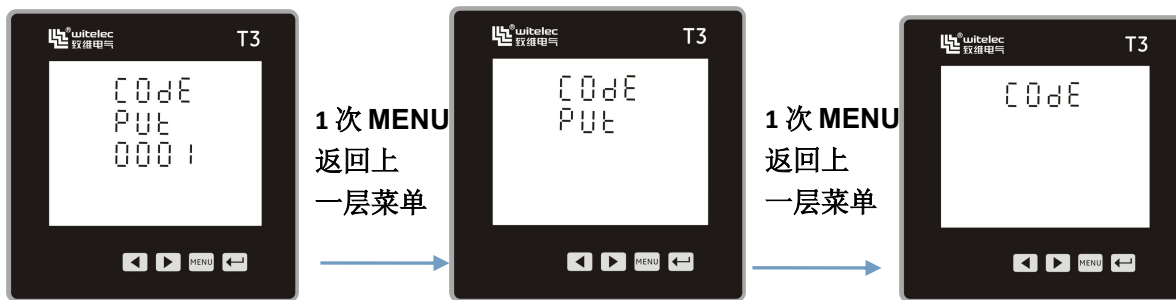 witelec®
致维电气
T3
CODE
PUT
0001
MENU
1 次 MENU
返回上
一层菜单
witelec®
致维电气
T3
CODE
PUT
MENU
1 次 MENU
返回上
一层菜单
witelec®
致维电气
T3
CODE
MENU